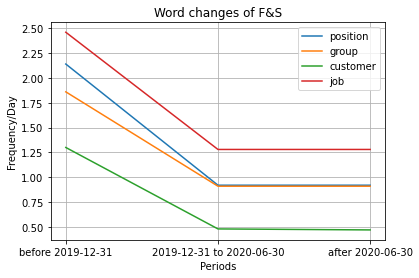 Word changes of F&S
2.50
2.25
2.00
1.75
1.50
1.25
1.00
0.75
0.50
Frequency/Day
position
group
customer
job
before 2019-12-31
2019-12-31 to 2020-06-30
after 2020-06-30
Periods